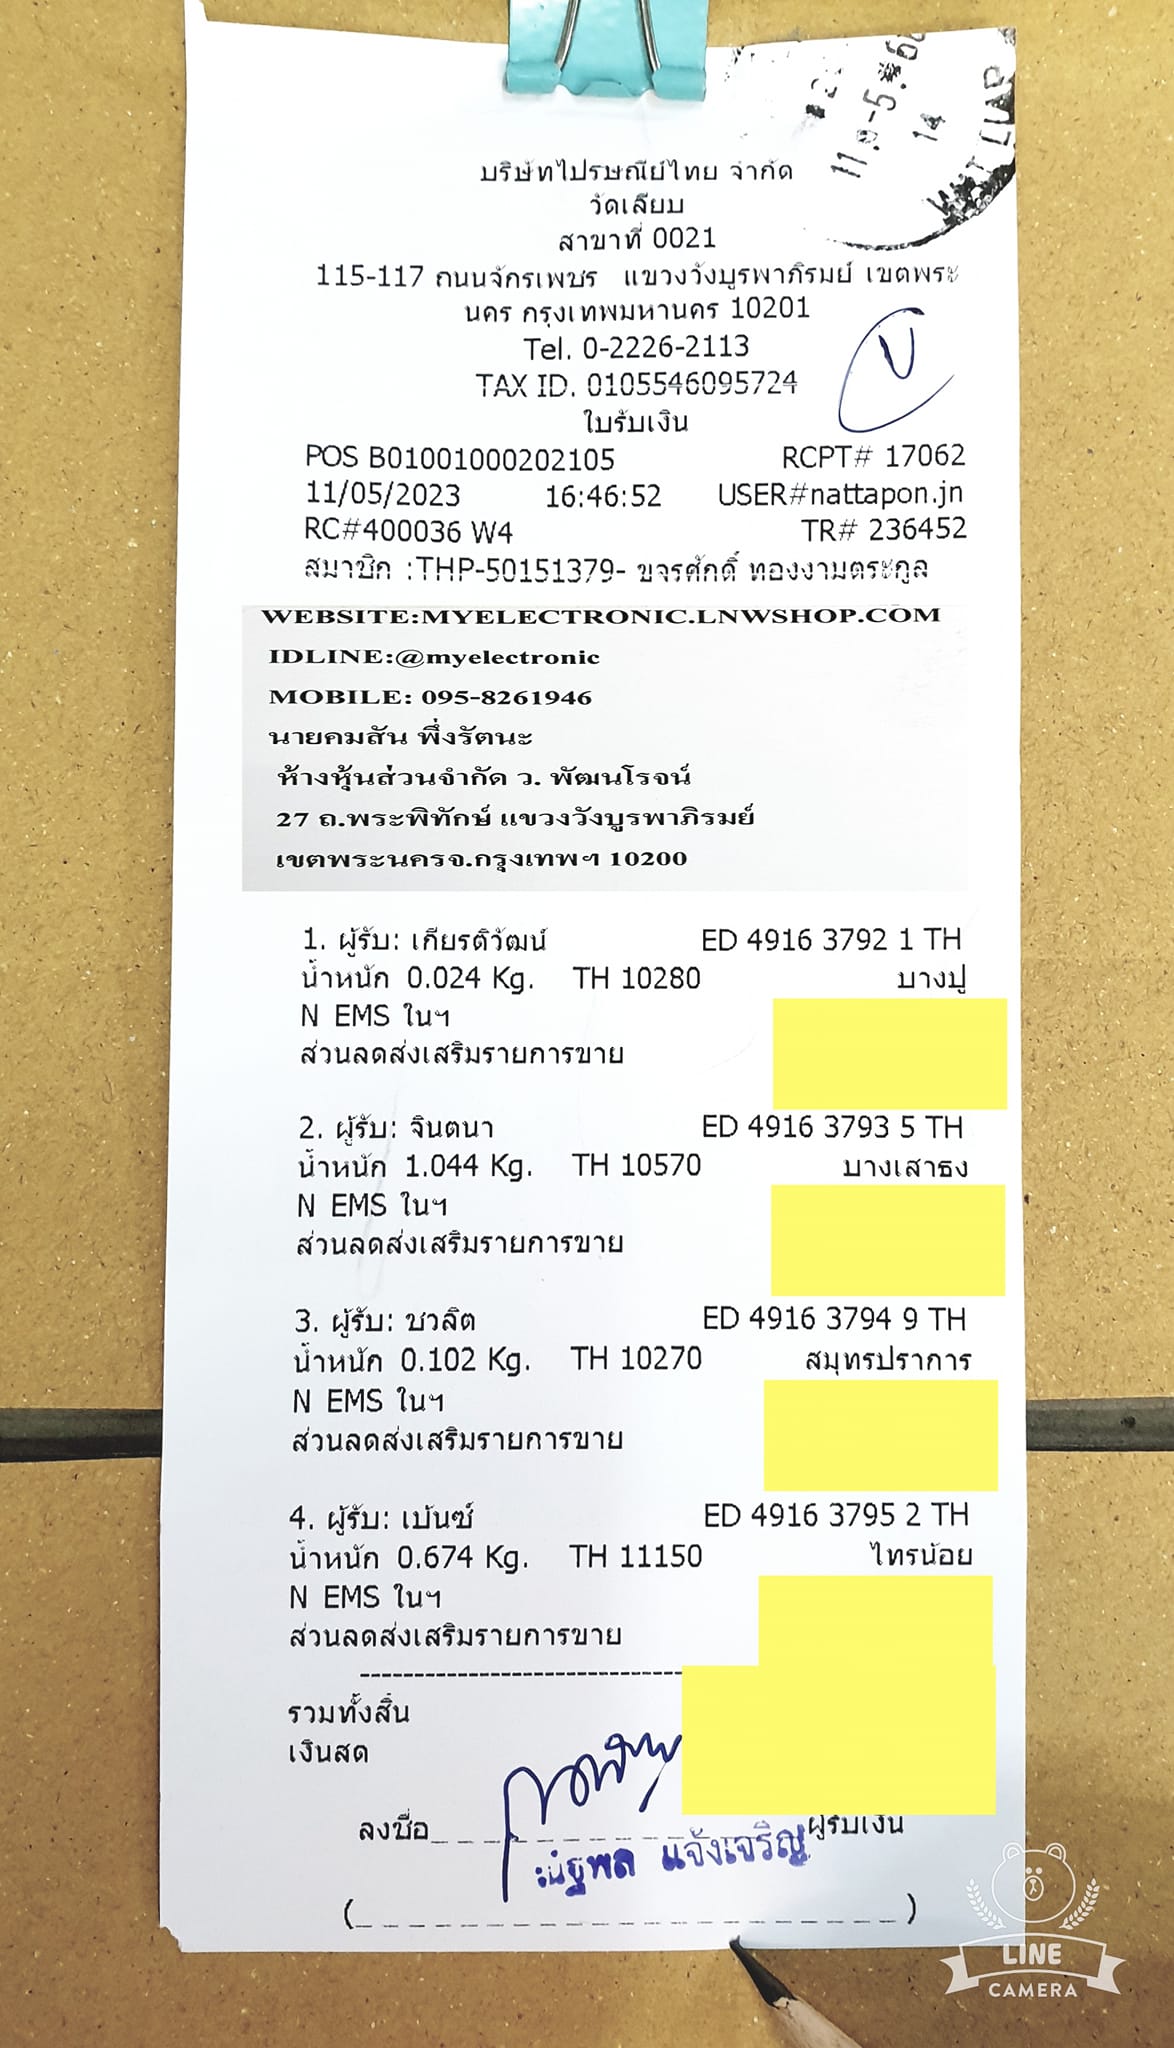 11.0-5.*66
14
บริษัทไปรษณีย์ไทย จำกัด
วัดเลียบ
สาขาที่ 0021
115-117 ถนนจักรเพชร แขวงวังบูรพาภิรมย์ เขตพระ
นคร กรุงเทพมหานคร 10201
Tel. 0-2226-2113
TAX ID. 0105546095724
ใบรับเงิน
POS B01001000202105 RCPT# 17062
11/05/2023 16:46:52 USER#nattapon.jn
RC#400036 W4 TR# 236452
สมาชิก :THP-50151379- ขจรศักดิ์ ทองงามตระกูล
WEBSITE:MYELECTRONIC.LNWSHOP.COM
IDLINE:@myelectronic
MOBILE: 095-8261946
นายคมสัน พึ่งรัตนะ
ห้างหุ้นส่วนจำกัด ว. พัฒนโรจน์
27 ถ.พระพิทักษ์ แขวงวังบูรพาภิรมย์
เขตพระนครจ.กรุงเทพฯ 10200
1. ผู้รับ: เกียรติวัฒน์ ED 4916 3792 1 TH
น้ำหนัก 0.024 Kg. TH 10280 บางปู
N EMS ในฯ
ส่วนลดส่งเสริมรายการขาย
2. ผู้รับ: จินตนา ED 4916 3793 5 TH
น้ำหนัก 1.044 Kg. TH 10570 บางเสาธง
N EMS ในฯ
ส่วนลดส่งเสริมรายการขาย
3. ผู้รับ: ชวลิต ED 4916 3794 9 TH
น้ำหนัก 0.102 Kg. TH 10270 สมุทรปราการ
N EMS ในฯ
ส่วนลดส่งเสริมรายการขาย
4. ผู้รับ: เบ้นซ์ ED 4916 3795 2 TH
น้ำหนัก 0.674 Kg. TH 11150 ไทรน้อย
N EMS ในฯ
ส่วนลดส่งเสริมรายการขาย
รวมทั้งสิ้น
เงินสด
ลงชื่อ ผู้รับเงิน
ณัฐพล แจ้งเจริญ
LINE
CAMERA